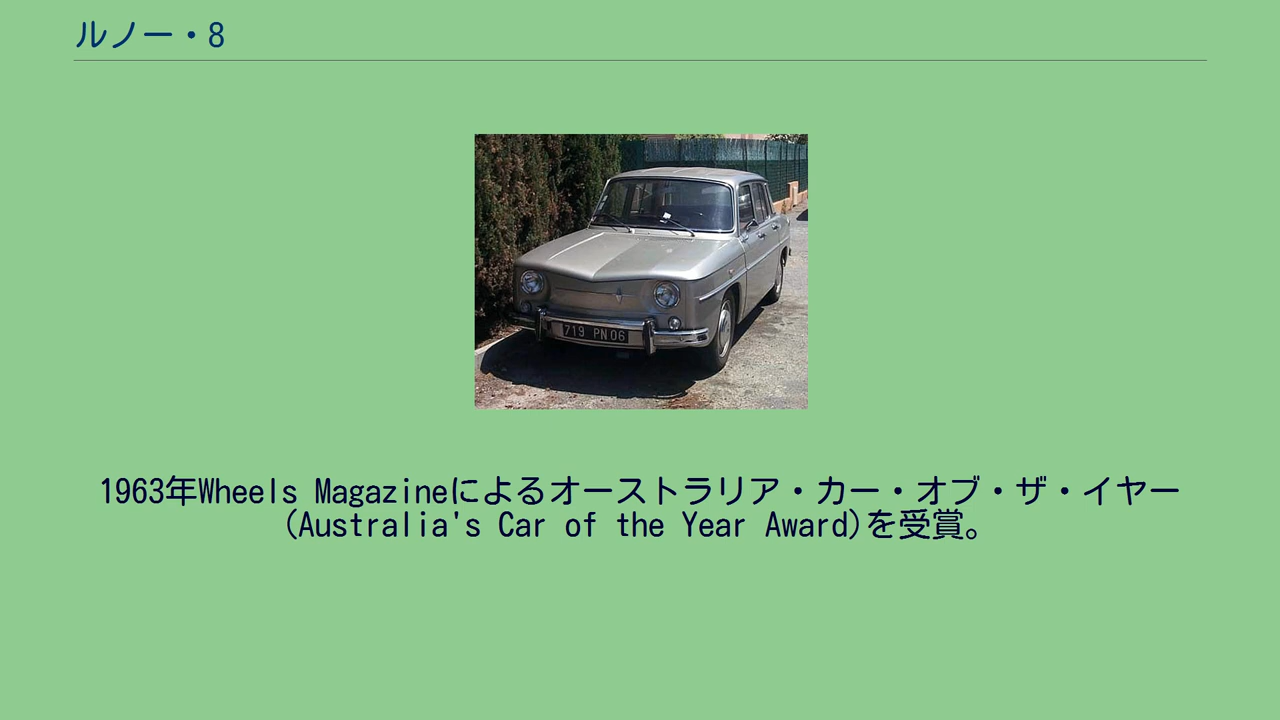 ルノー・8
719 PN 06
1963年Wheels Magazineによるオーストラリア・カー・オブ・ザ・イヤー
(Australia's Car of the Year Award)を受賞。